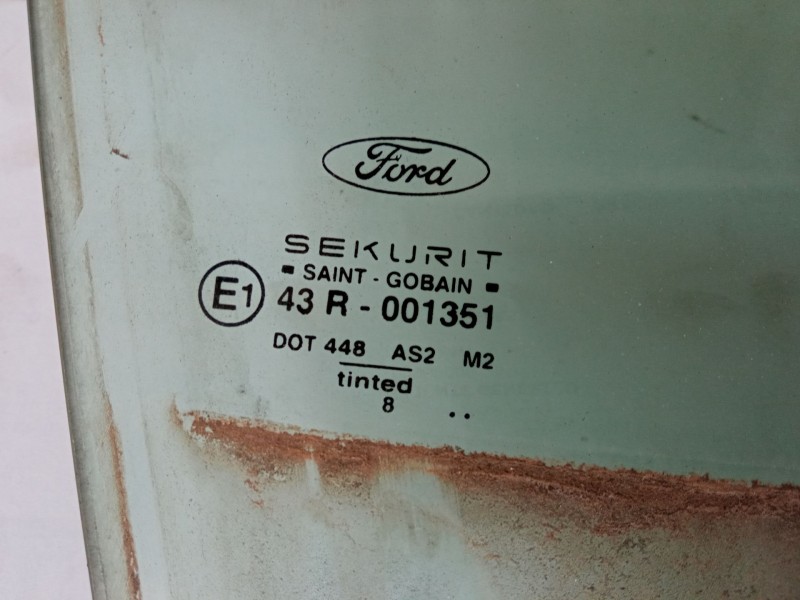 Ford
SEKURIT
SAINT - GOBAIN
E1 43 R - 001351
DOT 448 AS2 M2
tinted
8 ..